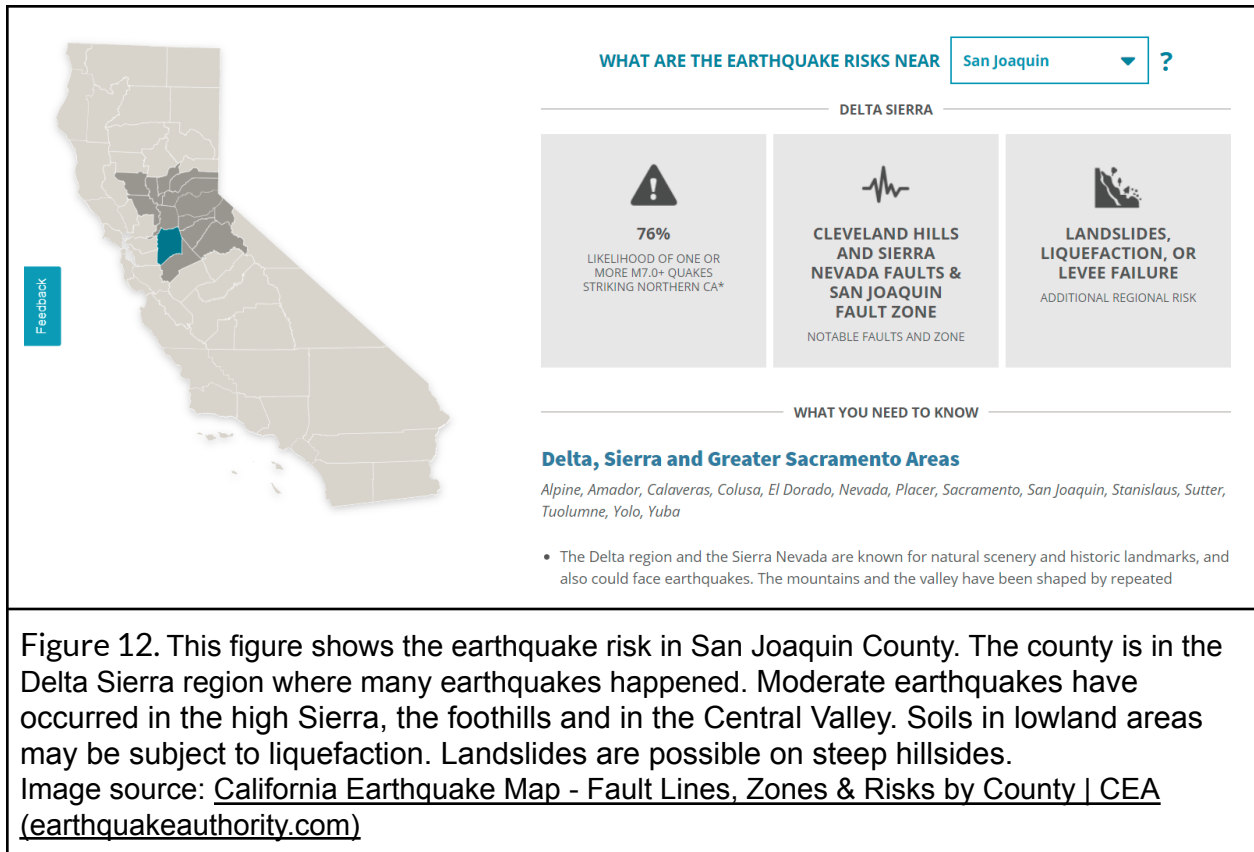 WHAT ARE THE EARTHQUAKE RISKS NEAR
San Joaquin
?
DELTA SIERRA
76%
LIKELIHOOD OF ONE OR
MORE M7.0+ QUAKES
STRIKING NORTHERN CA*
CLEVELAND HILLS
AND SIERRA
NEVADA FAULTS &
SAN JOAQUIN
FAULT ZONE
NOTABLE FAULTS AND ZONE
LANDSLIDES,
LIQUEFACTION, OR
LEVEE FAILURE
ADDITIONAL REGIONAL RISK
Feedback
WHAT YOU NEED TO KNOW
Delta, Sierra and Greater Sacramento Areas
Alpine, Amador, Calaveras, Colusa, El Dorado, Nevada, Placer, Sacramento, San Joaquin, Stanislaus, Sutter,
Tuolumne, Yolo, Yuba
• The Delta region and the Sierra Nevada are known for natural scenery and historic landmarks, and
also could face earthquakes. The mountains and the valley have been shaped by repeated
Figure 12. This figure shows the earthquake risk in San Joaquin County. The county is in the
Delta Sierra region where many earthquakes happened. Moderate earthquakes have
occurred in the high Sierra, the foothills and in the Central Valley. Soils in lowland areas
may be subject to liquefaction. Landslides are possible on steep hillsides.
Image source: California Earthquake Map - Fault Lines, Zones & Risks by County | CEA
(earthquakeauthority.com)